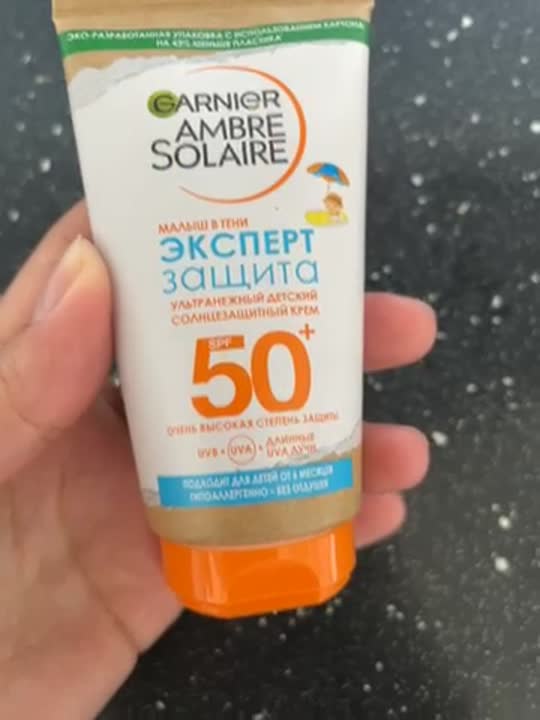 ЭКО-РАЗРАБОТАННАЯ УПАКОВКА С ИСПОЛЬЗОВАНИЕМ КАРТОНА
НА 45% МЕНЬШЕ ПЛАСТИКА
GARNIER
AMBRE
SOLAIRE
МАЛЫШ В ТЕНИ
ЭКСПЕРТ
защита
УЛЬТРАНЕЖНЫЙ ДЕТСКИЙ
СОЛНЦЕЗАЩИТНЫЙ КРЕМ
SPF
50+
ОЧЕНЬ ВЫСОКАЯ СТЕПЕНЬ ЗАЩИТЫ
UVB + UVA + ДЛИННЫЕ
UVA ЛУЧИ
ПОДХОДИТ ДЛЯ ДЕТЕЙ ОТ 6 МЕСЯЦЕВ
ГИПОАЛЛЕРГЕННО - БЕЗ ОТДУШЕК